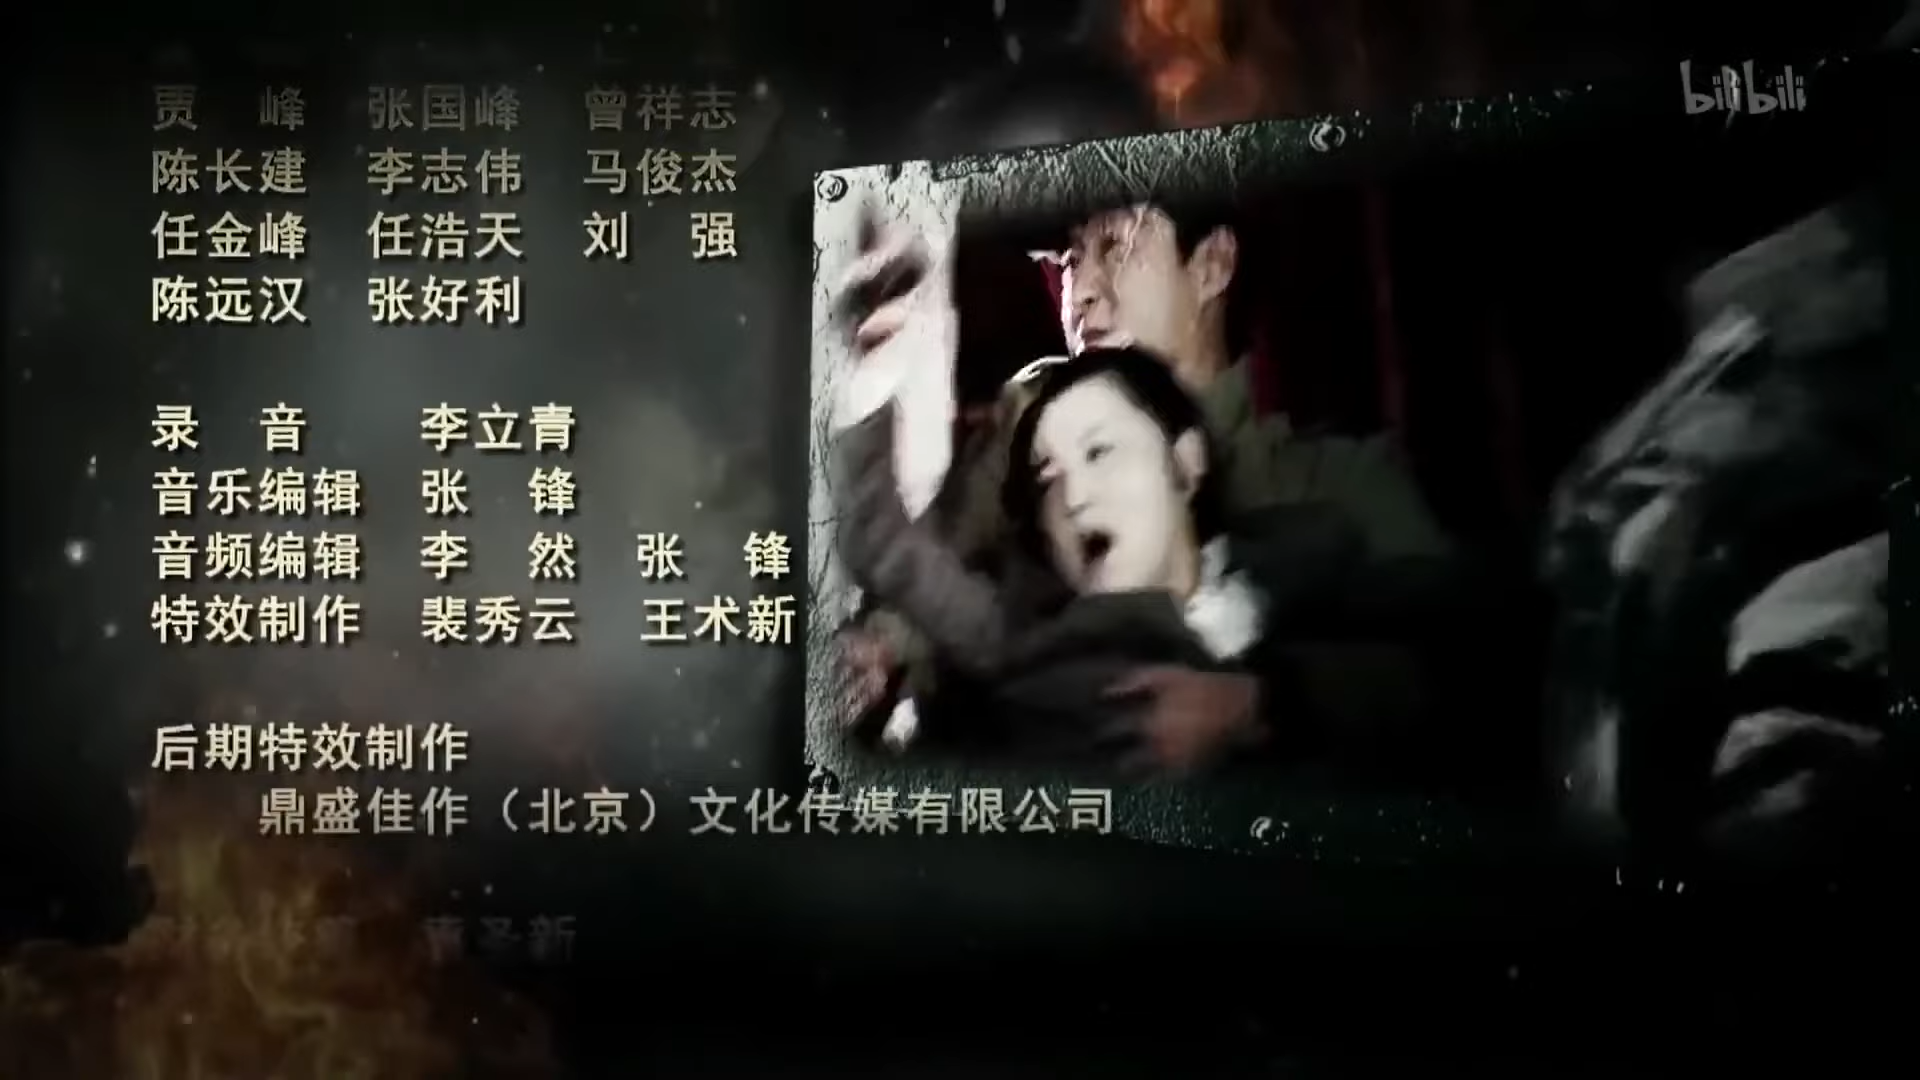 bilibili
贾　峰　张国峰　曾祥志
陈长建　李志伟　马俊杰
任金峰　任浩天　刘　强
陈远汉　张好利
录　音　　李立青
音乐编辑　张　锋
音频编辑　李　然　张　锋
特效制作　裴秀云　王术新
后期特效制作
鼎盛佳作（北京）文化传媒有限公司